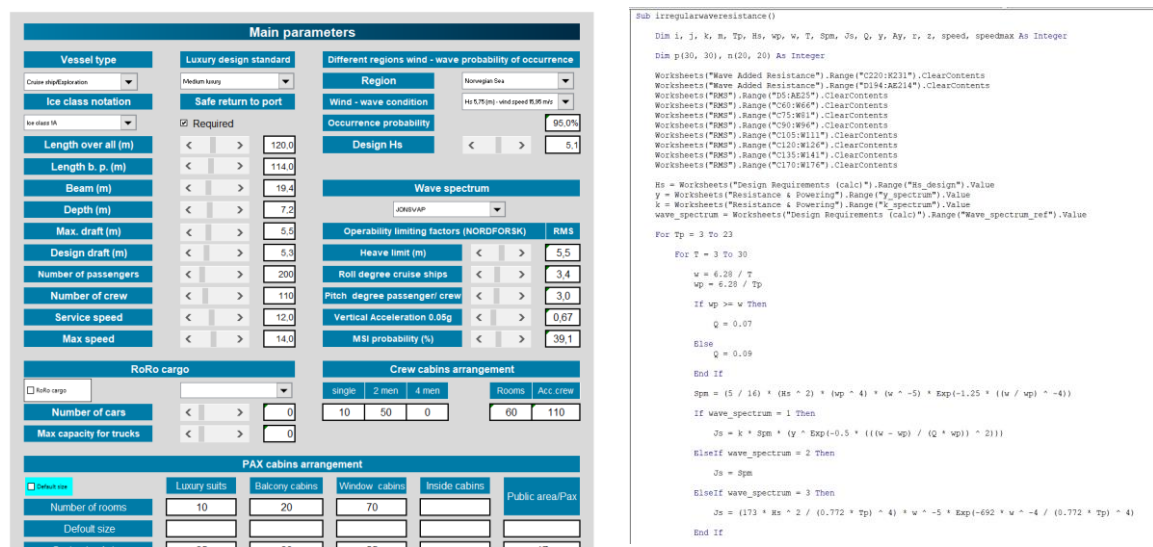 Main parameters
Vessel type
Luxury design standard
Different regions wind - wave probability of occurrence
Cruise ship/Exploration
Medium luxury
Region
Norwegian Sea
Ice class notation
Safe return to port
Wind - wave condition
Hs 5,75 (m) - wind speed 15,95 m/s
Ice class 1A
Required
Occurrence probability
95,0%
Length over all (m)
120,0
Design Hs
5,1
Length b. p. (m)
114,0
Beam (m)
19,4
Wave spectrum
Depth (m)
7,2
JONSWAP
Max. draft (m)
5,5
Operability limiting factors (NORDFORSK)
RMS
Design draft (m)
5,3
Heave limit (m)
5,5
Number of passengers
200
Roll degree cruise ships
3,4
Number of crew
110
Pitch degree passenger/ crew
3,0
Service speed
12,0
Vertical Acceleration 0.05g
0,67
Max speed
14,0
MSI probability (%)
39,1
RoRo cargo
Crew cabins arrangement
RoRo cargo
single 2 men 4 men Rooms Acc.crew
Number of cars
0
10 50 0 60 110
Max capacity for trucks
0
PAX cabins arrangement
Default size
Luxury suits Balcony cabins Window cabins Inside cabins Public area/Pax
Number of rooms
10 20 70
Default size
Sub irregularwaveresistance()
Dim i, j, k, m, Tp, Hs, wp, w, T, Spm, Js, Q, y, Ay, r, z, speed, speedmax As Integer
Dim p(30, 30), n(20, 20) As Integer
Worksheets("Wave Added Resistance").Range("C220:K231").ClearContents
Worksheets("Wave Added Resistance").Range("D194:AE214").ClearContents
Worksheets("RMS").Range("D5:AE25").ClearContents
Worksheets("RMS").Range("C60:W66").ClearContents
Worksheets("RMS").Range("C75:W81").ClearContents
Worksheets("RMS").Range("C90:W96").ClearContents
Worksheets("RMS").Range("C105:W111").ClearContents
Worksheets("RMS").Range("C120:W126").ClearContents
Worksheets("RMS").Range("C135:W141").ClearContents
Worksheets("RMS").Range("C170:W176").ClearContents
Hs = Worksheets("Design Requirements (calc)").Range("Hs_design").Value
y = Worksheets("Resistance & Powering").Range("y_spectrum").Value
k = Worksheets("Resistance & Powering").Range("k_spectrum").Value
wave_spectrum = Worksheets("Design Requirements (calc)").Range("Wave_spectrum_ref").Value
For Tp = 3 To 23
For T = 3 To 30
w = 6.28 / T
wp = 6.28 / Tp
If wp >= w Then
Q = 0.07
Else
Q = 0.09
End If
Spm = (5 / 16) * (Hs ^ 2) * (wp ^ 4) * (w ^ -5) * Exp(-1.25 * ((w / wp) ^ -4))
If wave_spectrum = 1 Then
Js = k * Spm * (y ^ Exp(-0.5 * (((w - wp) / (Q * wp)) ^ 2)))
ElseIf wave_spectrum = 2 Then
Js = Spm
ElseIf wave_spectrum = 3 Then
Js = (173 * Hs ^ 2 / (0.772 * Tp) ^ 4) * w ^ -5 * Exp(-692 * w ^ -4 / (0.772 * Tp) ^ 4)
End If